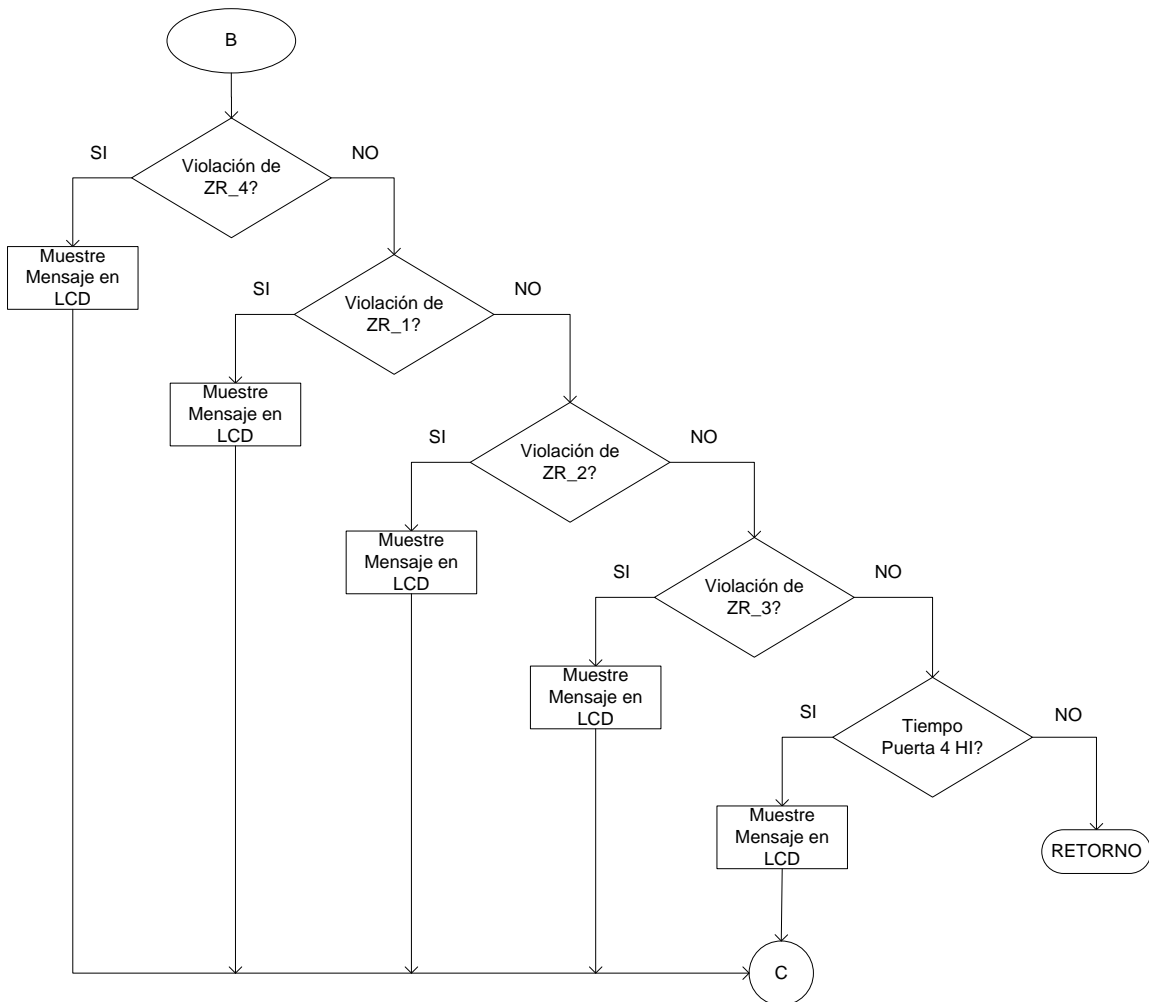 B
SI
NO
Violación de
ZR_4?
Muestre
Mensaje en
LCD
SI
NO
Violación de
ZR_1?
Muestre
Mensaje en
LCD
SI
NO
Violación de
ZR_2?
Muestre
Mensaje en
LCD
SI
NO
Violación de
ZR_3?
Muestre
Mensaje en
LCD
SI
NO
Tiempo
Puerta 4 HI?
Muestre
Mensaje en
LCD
RETORNO
C